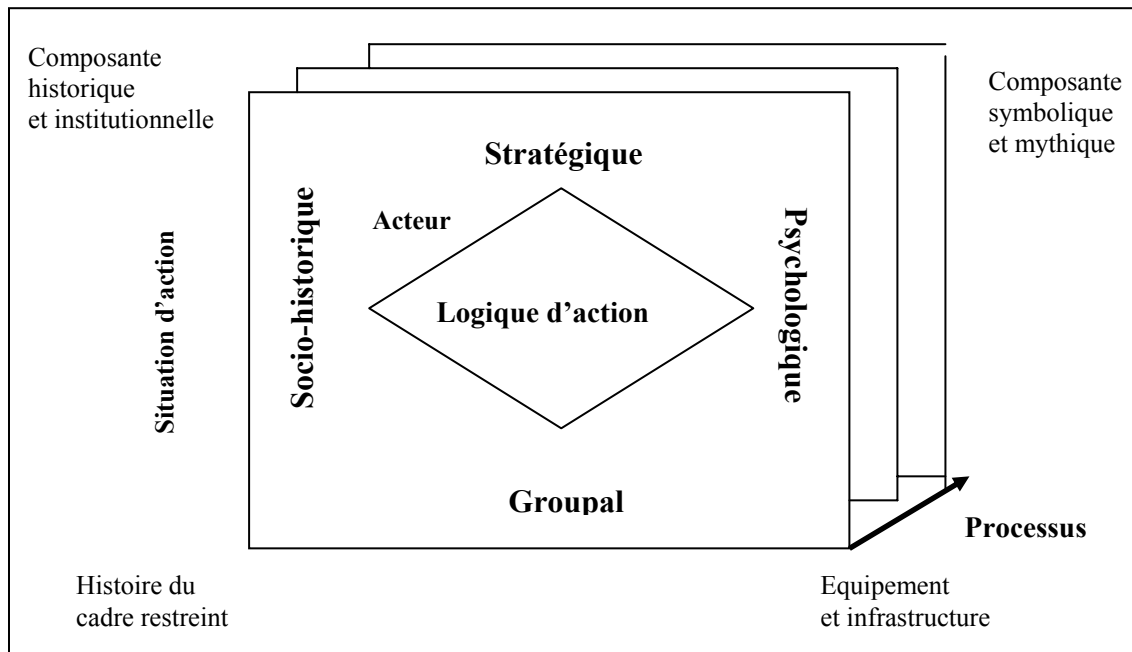 Composante
historique
et institutionnelle
Composante
symbolique
et mythique
Stratégique
Acteur
Situation d’action
Socio-historique
Logique d’action
Psychologique
Groupal
Processus
Histoire du
cadre restreint
Equipement
et infrastructure